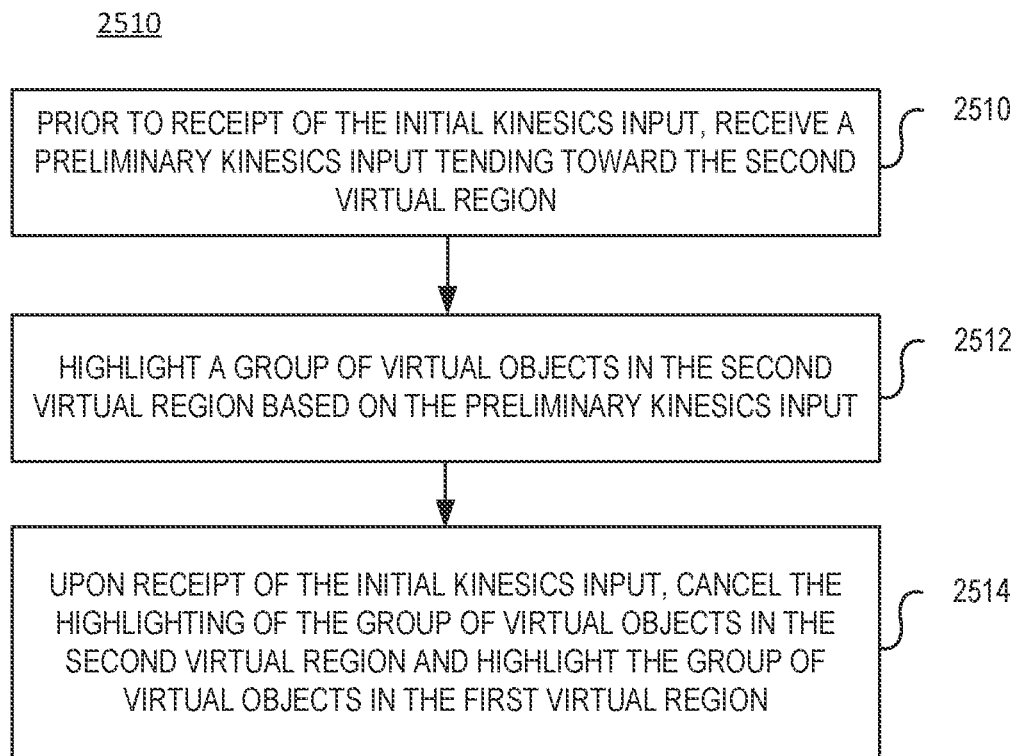 2510
PRIOR TO RECEIPT OF THE INITIAL KINESICS INPUT, RECEIVE A
PRELIMINARY KINESICS INPUT TENDING TOWARD THE SECOND
VIRTUAL REGION
2510
HIGHLIGHT A GROUP OF VIRTUAL OBJECTS IN THE SECOND
VIRTUAL REGION BASED ON THE PRELIMINARY KINESICS INPUT
2512
UPON RECEIPT OF THE INITIAL KINESICS INPUT, CANCEL THE
HIGHLIGHTING OF THE GROUP OF VIRTUAL OBJECTS IN THE
SECOND VIRTUAL REGION AND HIGHLIGHT THE GROUP OF
VIRTUAL OBJECTS IN THE FIRST VIRTUAL REGION
2514